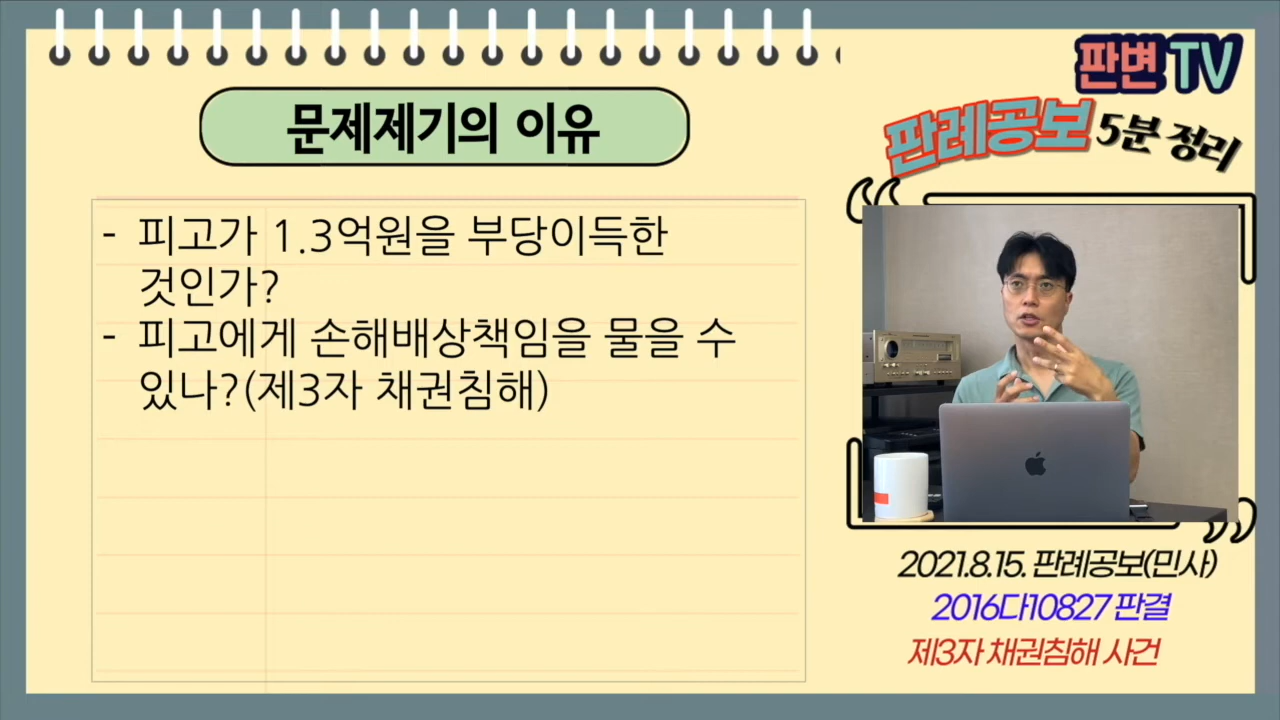 문제제기의 이유
- 피고가 1.3억원을 부당이득한
것인가?
- 피고에게 손해배상책임을 물을 수
있나?(제3자 채권침해)
판변 TV
판례공보 5분 정리
2021.8.15. 판례공보(민사)
2016다10827 판결
제3자 채권침해 사건